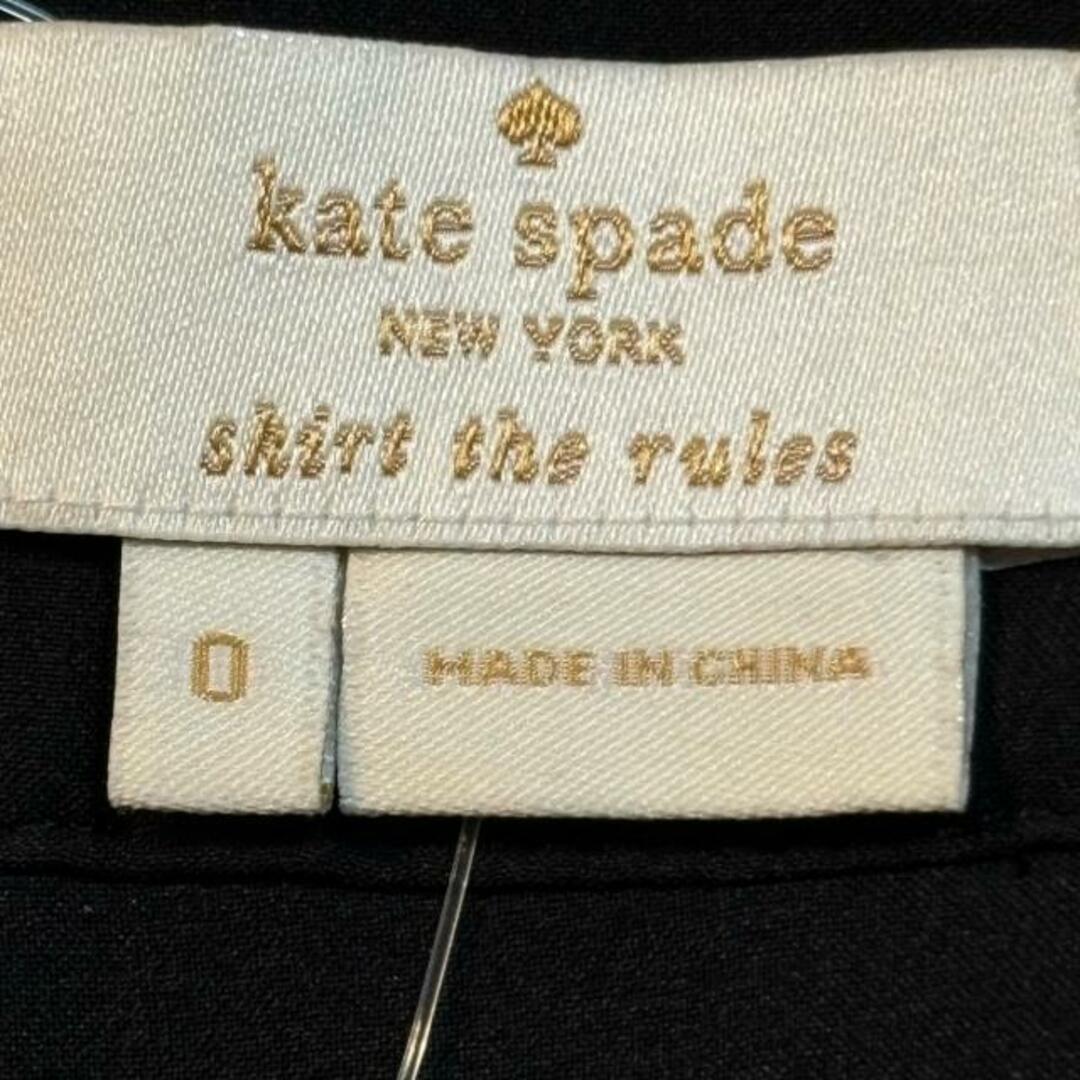 kate spade
NEW YORK
skirt the rules
0
MADE IN CHINA